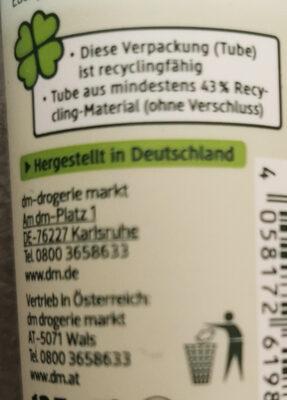 • Diese Verpackung (Tube)
ist recyclingfähig
• Tube aus mindestens 43% Recy-
cling-Material (ohne Verschluss)
Hergestellt in Deutschland
dm-drogerie markt
Am dm-Platz 1
DE-76227 Karlsruhe
Tel. 0800 3658633
www.dm.de
Vertrieb in Österreich:
dm drogerie markt
AT-5071 Wals
Tel. 0800 3658633
www.dm.at
4 058172 6198